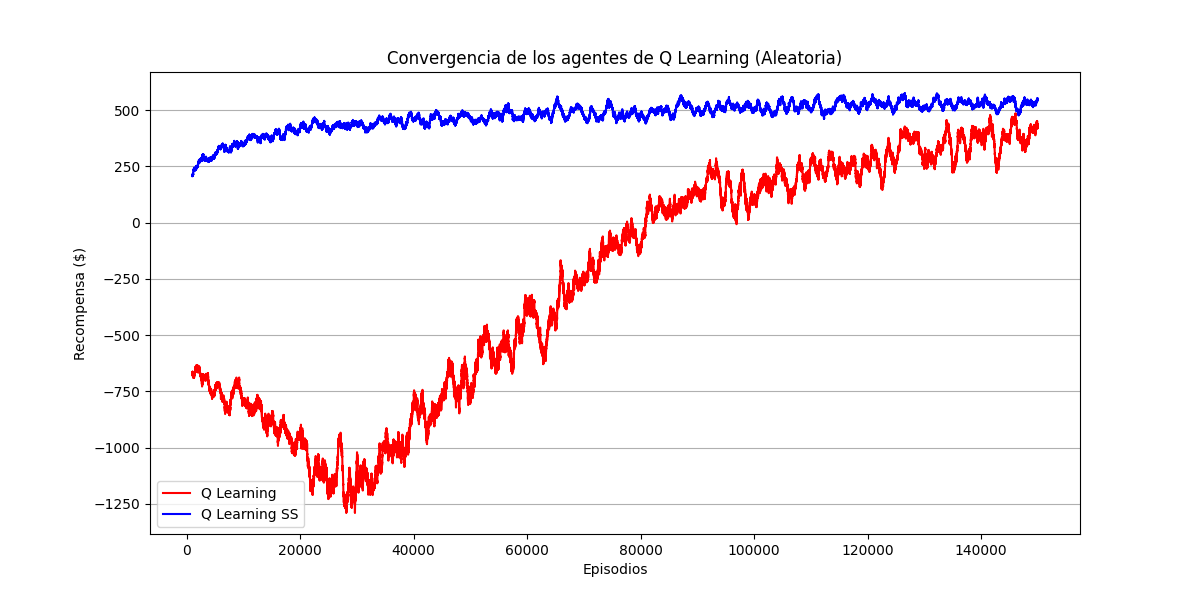 Convergencia de los agentes de Q Learning (Aleatoria)
Recompensa ($)
500
250
0
−250
−500
−750
−1000
−1250
Q Learning
Q Learning SS
0 20000 40000 60000 80000 100000 120000 140000
Episodios